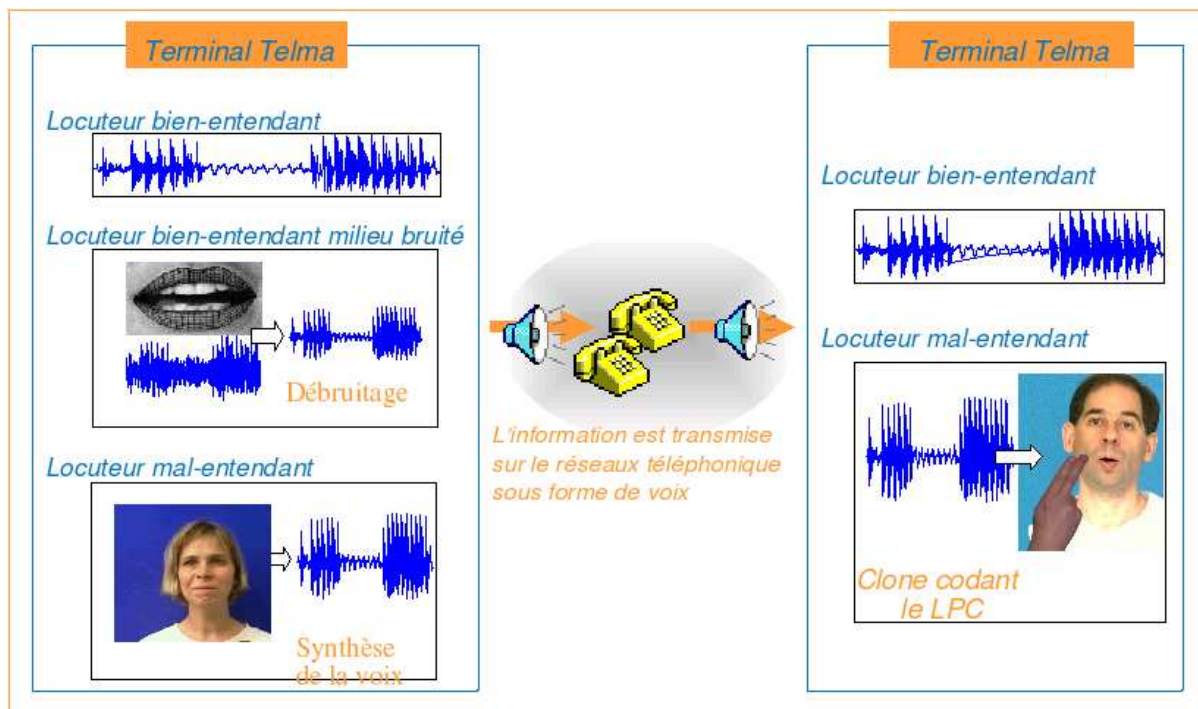 Terminal Telma
Locuteur bien-entendant
Locuteur bien-entendant milieu bruité
Débruitage
Locuteur mal-entendant
Synthèse
de la voix
L'information est transmise
sur le réseaux téléphonique
sous forme de voix
Terminal Telma
Locuteur bien-entendant
Locuteur mal-entendant
Clone codant
le LPC